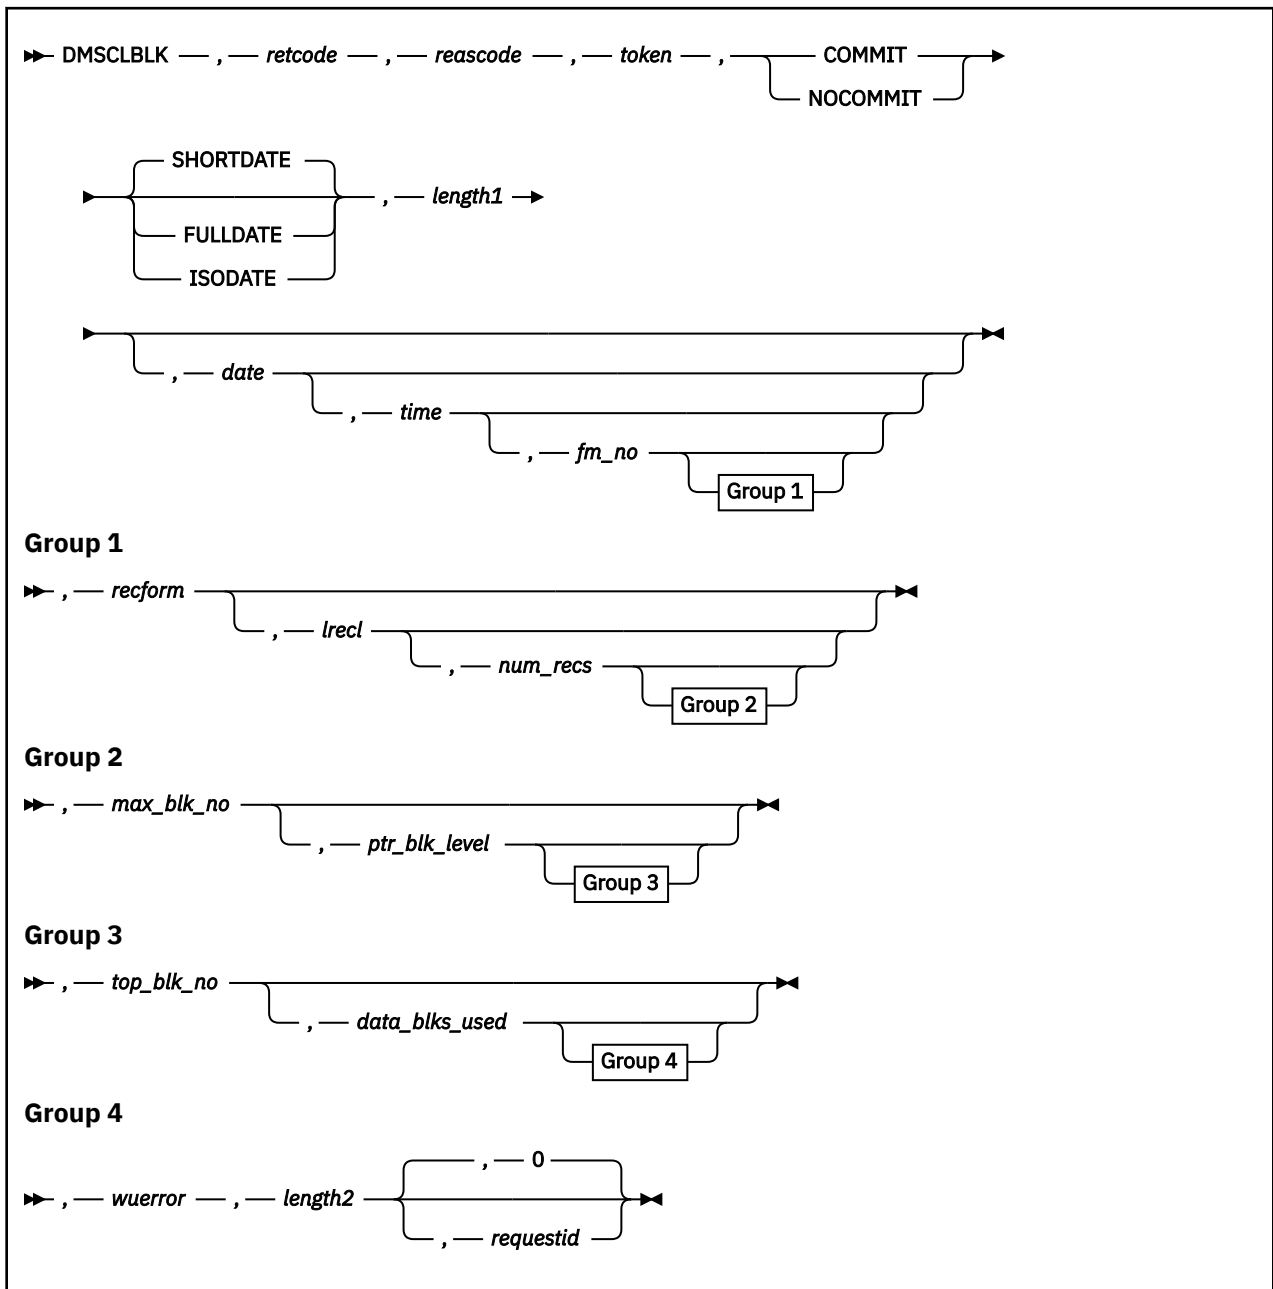 DMSCLBLK , retcode , reascode , token , COMMIT
NOCOMMIT
SHORTDATE
, length1
FULLDATE
ISODATE
, date
, time
, fm_no
Group 1
Group 1
, recform
, lrecl
, num_recs
Group 2
Group 2
, max_blk_no
, ptr_blk_level
Group 3
Group 3
, top_blk_no
, data_blks_used
Group 4
Group 4
, 0
, wuerror , length2
, requestid